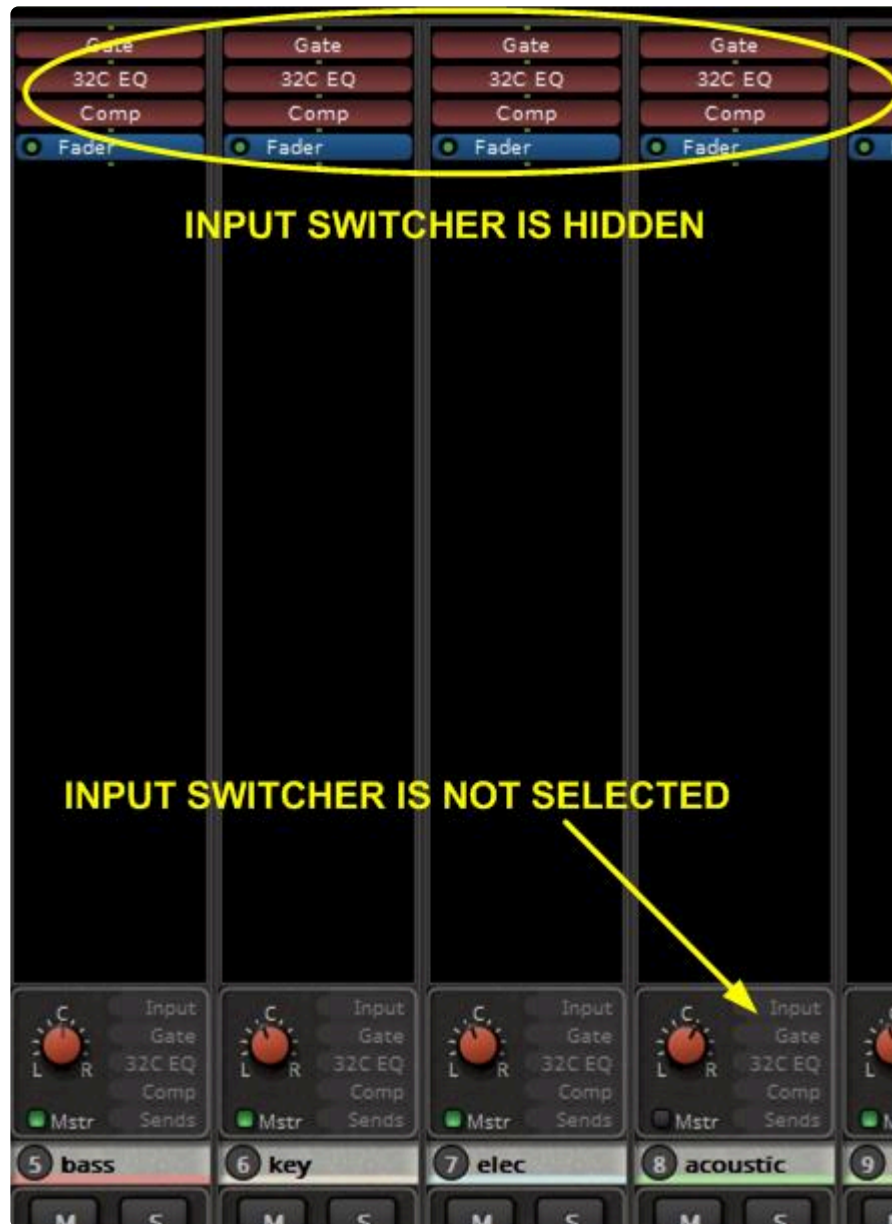 Gate Gate Gate Gate
32C EQ 32C EQ 32C EQ 32C EQ
Comp Comp Comp Comp
Fader Fader Fader Fader
INPUT SWITCHER IS HIDDEN
INPUT SWITCHER IS NOT SELECTED
C Input C Input C Input C Input
Gate Gate Gate Gate
L R 32C EQ L R 32C EQ L R 32C EQ L R 32C EQ L
Comp Comp Comp Comp
Mstr Sends Mstr Sends Mstr Sends Mstr Sends
5 bass 6 key 7 elec 8 acoustic 9
M S M S M S M S